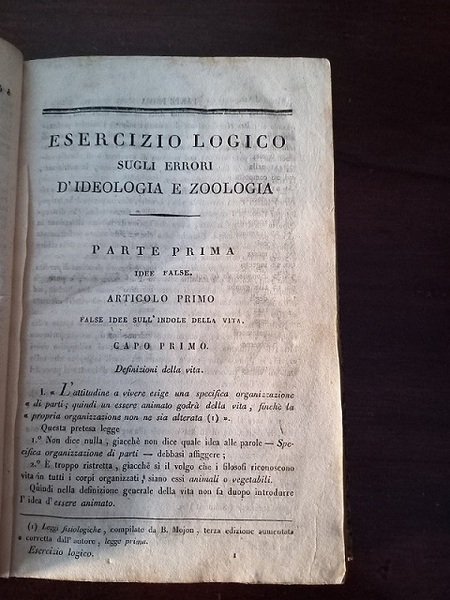 ESERCIZIO LOGICO
SUGLI ERRORI
D'IDEOLOGIA E ZOOLOGIA
PARTE PRIMA
IDEE FALSE.
ARTICOLO PRIMO
FALSE IDEE SULL'INDOLE DELLA VITA.
CAPO PRIMO.
Definizioni della vita.
1. « L'attitudine a vivere esige una specifica organizzazione
« di parti; quindi un essere animato godrà della vita, finchè la
« propria organizzazione non ne sia alterata (1) ».
Questa pretesa legge
1.° Non dice nulla, giacchè non dice quale idea alle parole — Spe-
cifica organizzazione di parti — debbasi affiggere;
2.° È troppo ristretta, giacchè sì il volgo che i filosofi riconoscono
vita in tutti i corpi organizzati, siano essi animali o vegetabili.
Quindi nella definizione generale della vita non fa duopo introdurre
l'idea d'essere animato.
(1) Leggi fisiologiche, compilate da B. Mojon, terza edizione aumentata
e corretta dall'autore, legge prima.
Esercizio logico.
1